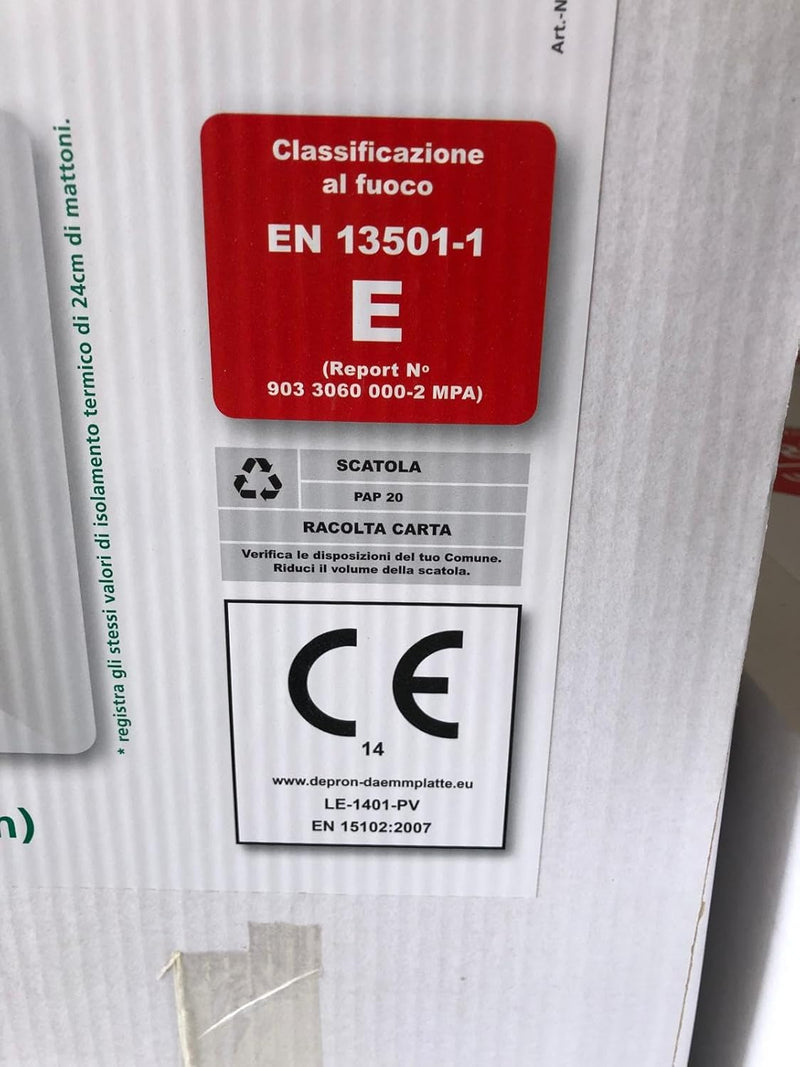 Art.-N
* registra gli stessi valori di isolamento termico di 24cm di mattoni.
Classificazione
al fuoco
EN 13501-1
E
(Report Nº
903 3060 000-2 MPA)
SCATOLA
PAP 20
RACOLTA CARTA
Verifica le disposizioni del tuo Comune.
Riduci il volume della scatola.
CE
14
www.depron-daemmplatte.eu
LE-1401-PV
EN 15102:2007